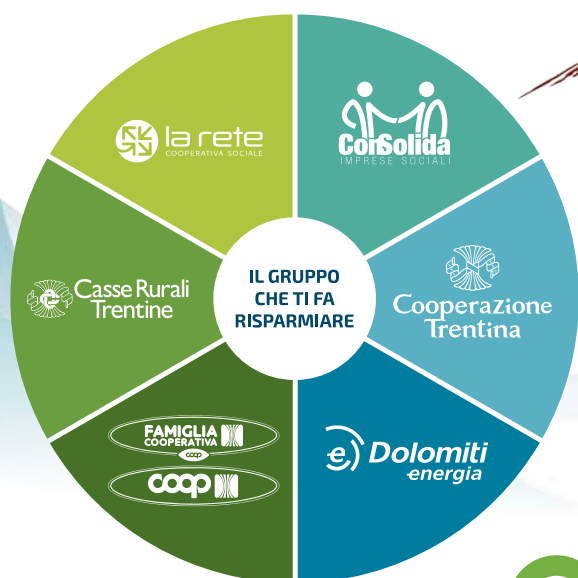 la rete
COOPERATIVA SOCIALE
ConSolida
IMPRESE SOCIALI
Casse Rurali
Trentine
IL GRUPPO
CHE TI FA
RISPARMIARE
Cooperazione
Trentina
FAMIGLIA
COOPERATIVA
coop
coop
Dolomiti
energia